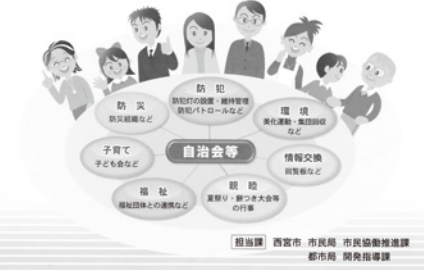 防 犯
防犯灯の設置・維持管理
防犯パトロールなど
防 災
防災組織など
環 境
美化運動・集団回収
など
子育て
子ども会など
自治会等
情報交換
回覧板など
福 祉
福祉団体との連携など
親 睦
夏祭り・餅つき大会等
の行事
担当課 西宮市 市民局 市民協働推進課
都市局 開発指導課